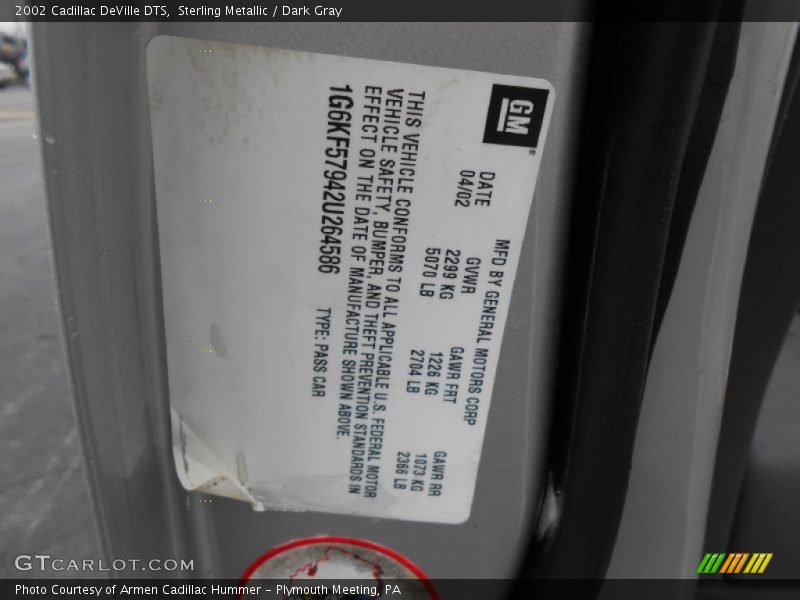 2002 Cadillac DeVille DTS, Sterling Metallic / Dark Gray
GM
MFD BY GENERAL MOTORS CORP
DATE GVWR GAWR FRT GAWR RR
04/02 2299 KG 1226 KG 1073 KG
5070 LB 2704 LB 2366 LB
THIS VEHICLE CONFORMS TO ALL APPLICABLE U.S. FEDERAL MOTOR
VEHICLE SAFETY, BUMPER, AND THEFT PREVENTION STANDARDS IN
EFFECT ON THE DATE OF MANUFACTURE SHOWN ABOVE.
1G6KF57942U264586 TYPE: PASS CAR
GTCARLOT.COM
Photo Courtesy of Armen Cadillac Hummer – Plymouth Meeting, PA